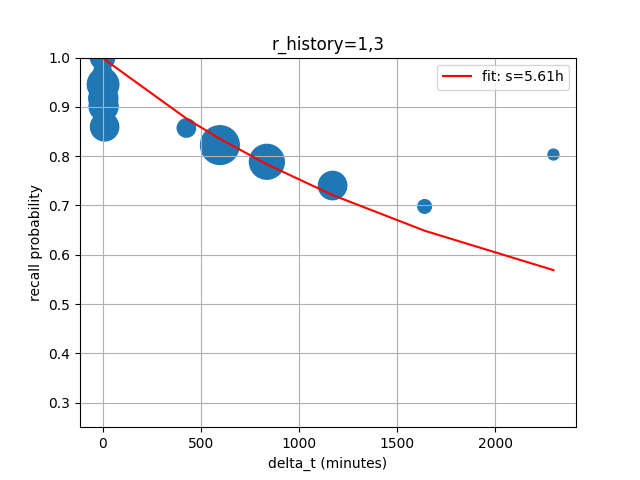 r_history=1,3
fit: s=5.61h
recall probability
1.0
0.9
0.8
0.7
0.6
0.5
0.4
0.3
0 500 1000 1500 2000
delta_t (minutes)